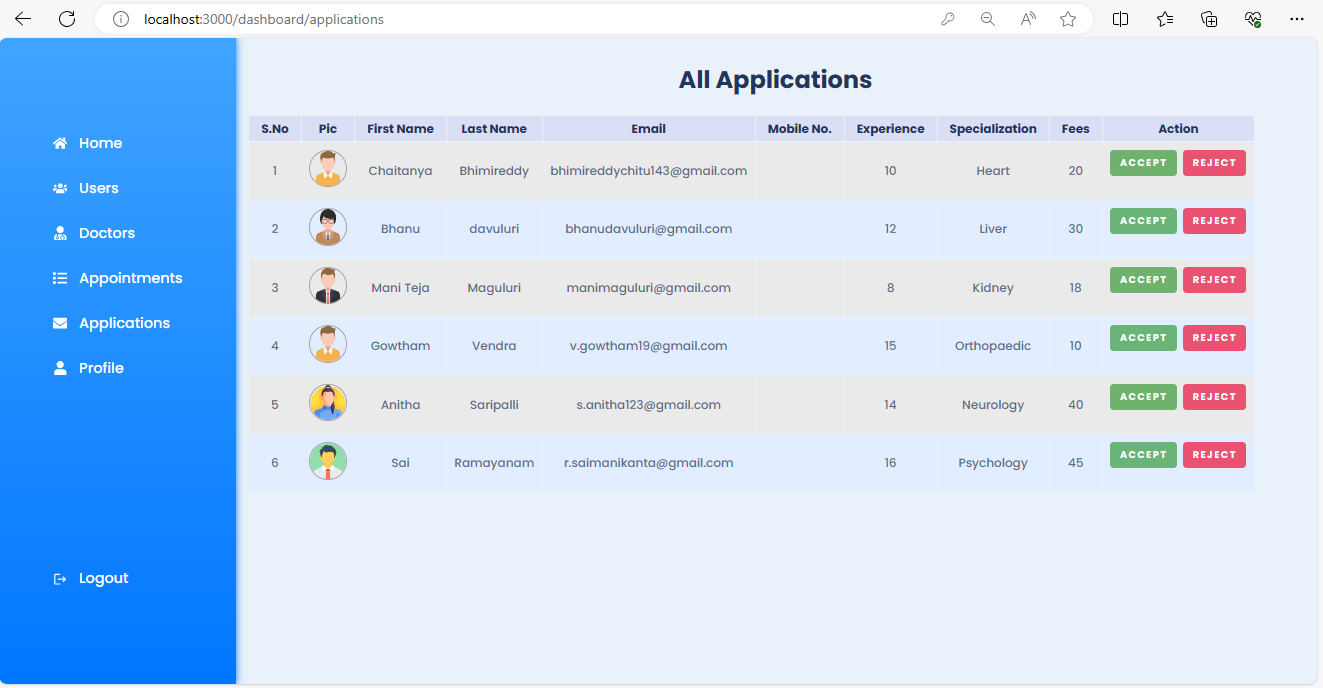 localhost:3000/dashboard/applications
Home
Users
Doctors
Appointments
Applications
Profile
Logout
All Applications
S.No Pic First Name Last Name Email Mobile No. Experience Specialization Fees Action
1 Chaitanya Bhimireddy bhimireddychitu143@gmail.com 10 Heart 20 ACCEPT REJECT
2 Bhanu davuluri bhanudavuluri@gmail.com 12 Liver 30 ACCEPT REJECT
3 Mani Teja Maguluri manimaguluri@gmail.com 8 Kidney 18 ACCEPT REJECT
4 Gowtham Vendra v.gowtham19@gmail.com 15 Orthopaedic 10 ACCEPT REJECT
5 Anitha Saripalli s.anitha123@gmail.com 14 Neurology 40 ACCEPT REJECT
6 Sai Ramayanam r.saimanikanta@gmail.com 16 Psychology 45 ACCEPT REJECT